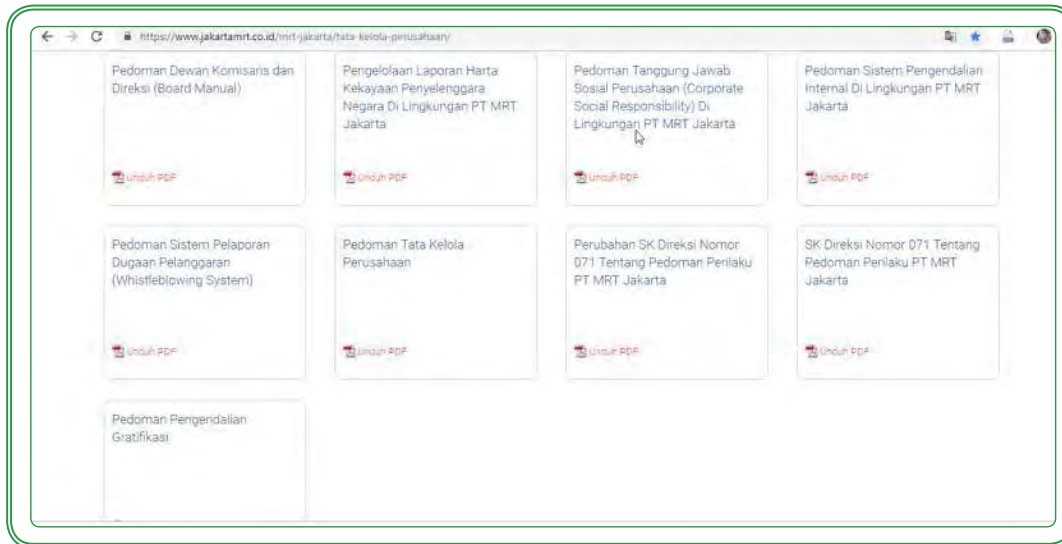 https://www.jakartamrt.co.id/mrt-jakarta/tata-kelola-perusahaan/
Pedoman Dewan Komisaris dan
Direksi (Board Manual)
Unduh PDF
Pengelolaan Laporan Harta
Kekayaan Penyelenggara
Negara Di Lingkungan PT MRT
Jakarta
Unduh PDF
Pedoman Tanggung Jawab
Sosial Perusahaan (Corporate
Social Responsibility) Di
Lingkungan PT MRT Jakarta
Unduh PDF
Pedoman Sistem Pengendalian
Internal Di Lingkungan PT MRT
Jakarta
Unduh PDF
Pedoman Sistem Pelaporan
Dugaan Pelanggaran
(Whistleblowing System)
Unduh PDF
Pedoman Tata Kelola
Perusahaan
Unduh PDF
Perubahan SK Direksi Nomor
071 Tentang Pedoman Perilaku
PT MRT Jakarta
Unduh PDF
SK Direksi Nomor 071 Tentang
Pedoman Perilaku PT MRT
Jakarta
Unduh PDF
Pedoman Pengendalian
Gratifikasi